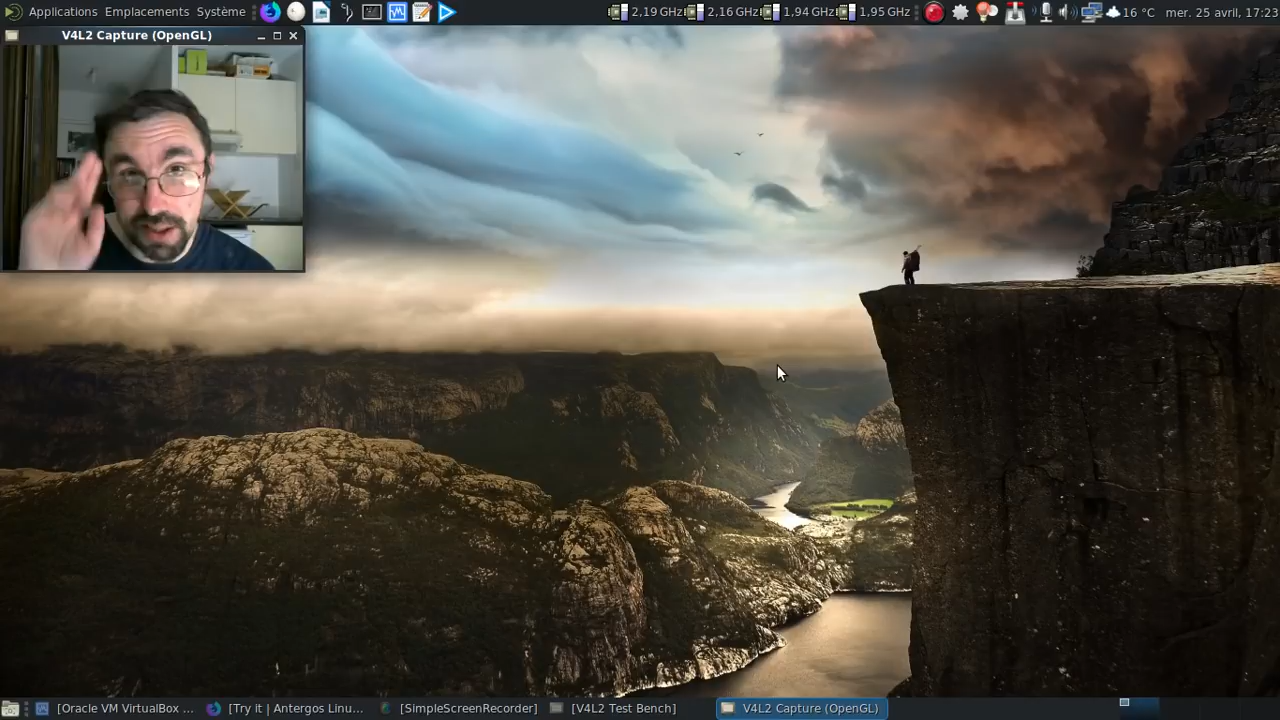 Applications Emplacements Système 2,19 GHz 2,16 GHz 1,94 GHz 1,95 GHz 16 °C mer. 25 avril, 17:23
V4L2 Capture (OpenGL)
[Oracle VM VirtualBox ... [Try it | Antergos Linu... [SimpleScreenRecorder] [V4L2 Test Bench] V4L2 Capture (OpenGL)